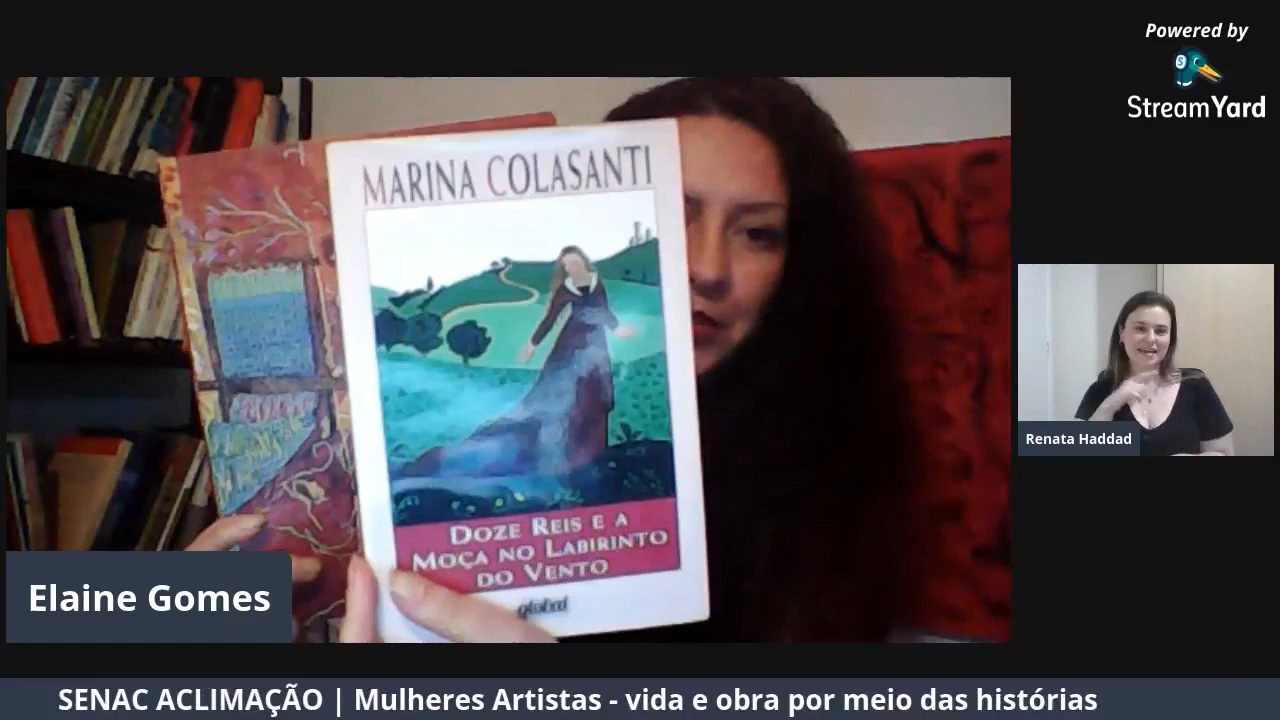 Powered by
StreamYard
MARINA COLASANTI
DOZE REIS E A
MOÇA NO LABIRINTO
DO VENTO
global
Elaine Gomes
Renata Haddad
SENAC ACLIMAÇÃO | Mulheres Artistas - vida e obra por meio das histórias